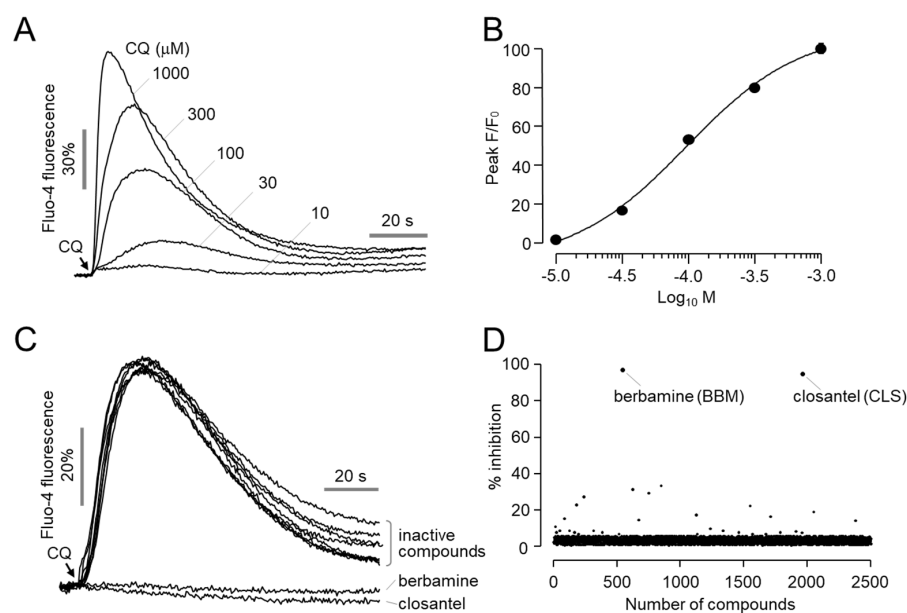 A
CQ (µM)
1000
300
100
30
10
Fluo-4 fluorescence
30%
20 s
CQ
B
Peak F/F0
100
80
60
40
20
0
-5.0 -4.5 -4.0 -3.5 -3.0
Log10 M
C
Fluo-4 fluorescence
20%
20 s
CQ
inactive
compounds
berbamine
closantel
D
% inhibition
100
80
60
40
20
0
berbamine (BBM) closantel (CLS)
0 500 1000 1500 2000 2500
Number of compounds